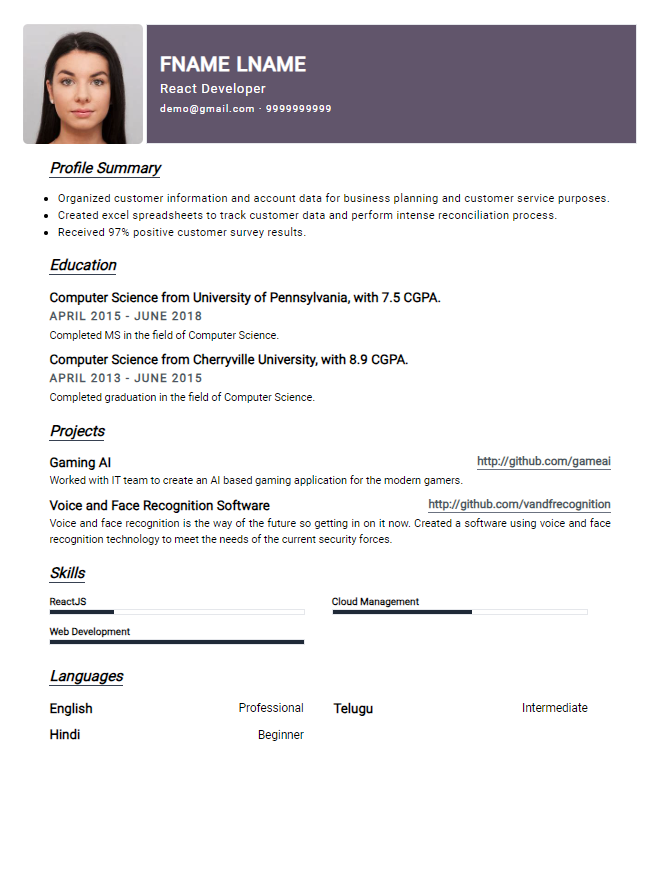 FNAME LNAME
React Developer
demo@gmail.com · 9999999999
Profile Summary
• Organized customer information and account data for business planning and customer service purposes.
• Created excel spreadsheets to track customer data and perform intense reconciliation process.
• Received 97% positive customer survey results.
Education
Computer Science from University of Pennsylvania, with 7.5 CGPA.
APRIL 2015 - JUNE 2018
Completed MS in the field of Computer Science.
Computer Science from Cherryville University, with 8.9 CGPA.
APRIL 2013 - JUNE 2015
Completed graduation in the field of Computer Science.
Projects
Gaming AI http://github.com/gameai
Worked with IT team to create an AI based gaming application for the modern gamers.
Voice and Face Recognition Software http://github.com/vandfrecognition
Voice and face recognition is the way of the future so getting in on it now. Created a software using voice and face
recognition technology to meet the needs of the current security forces.
Skills
ReactJS Cloud Management
Web Development
Languages
English Professional Telugu Intermediate
Hindi Beginner